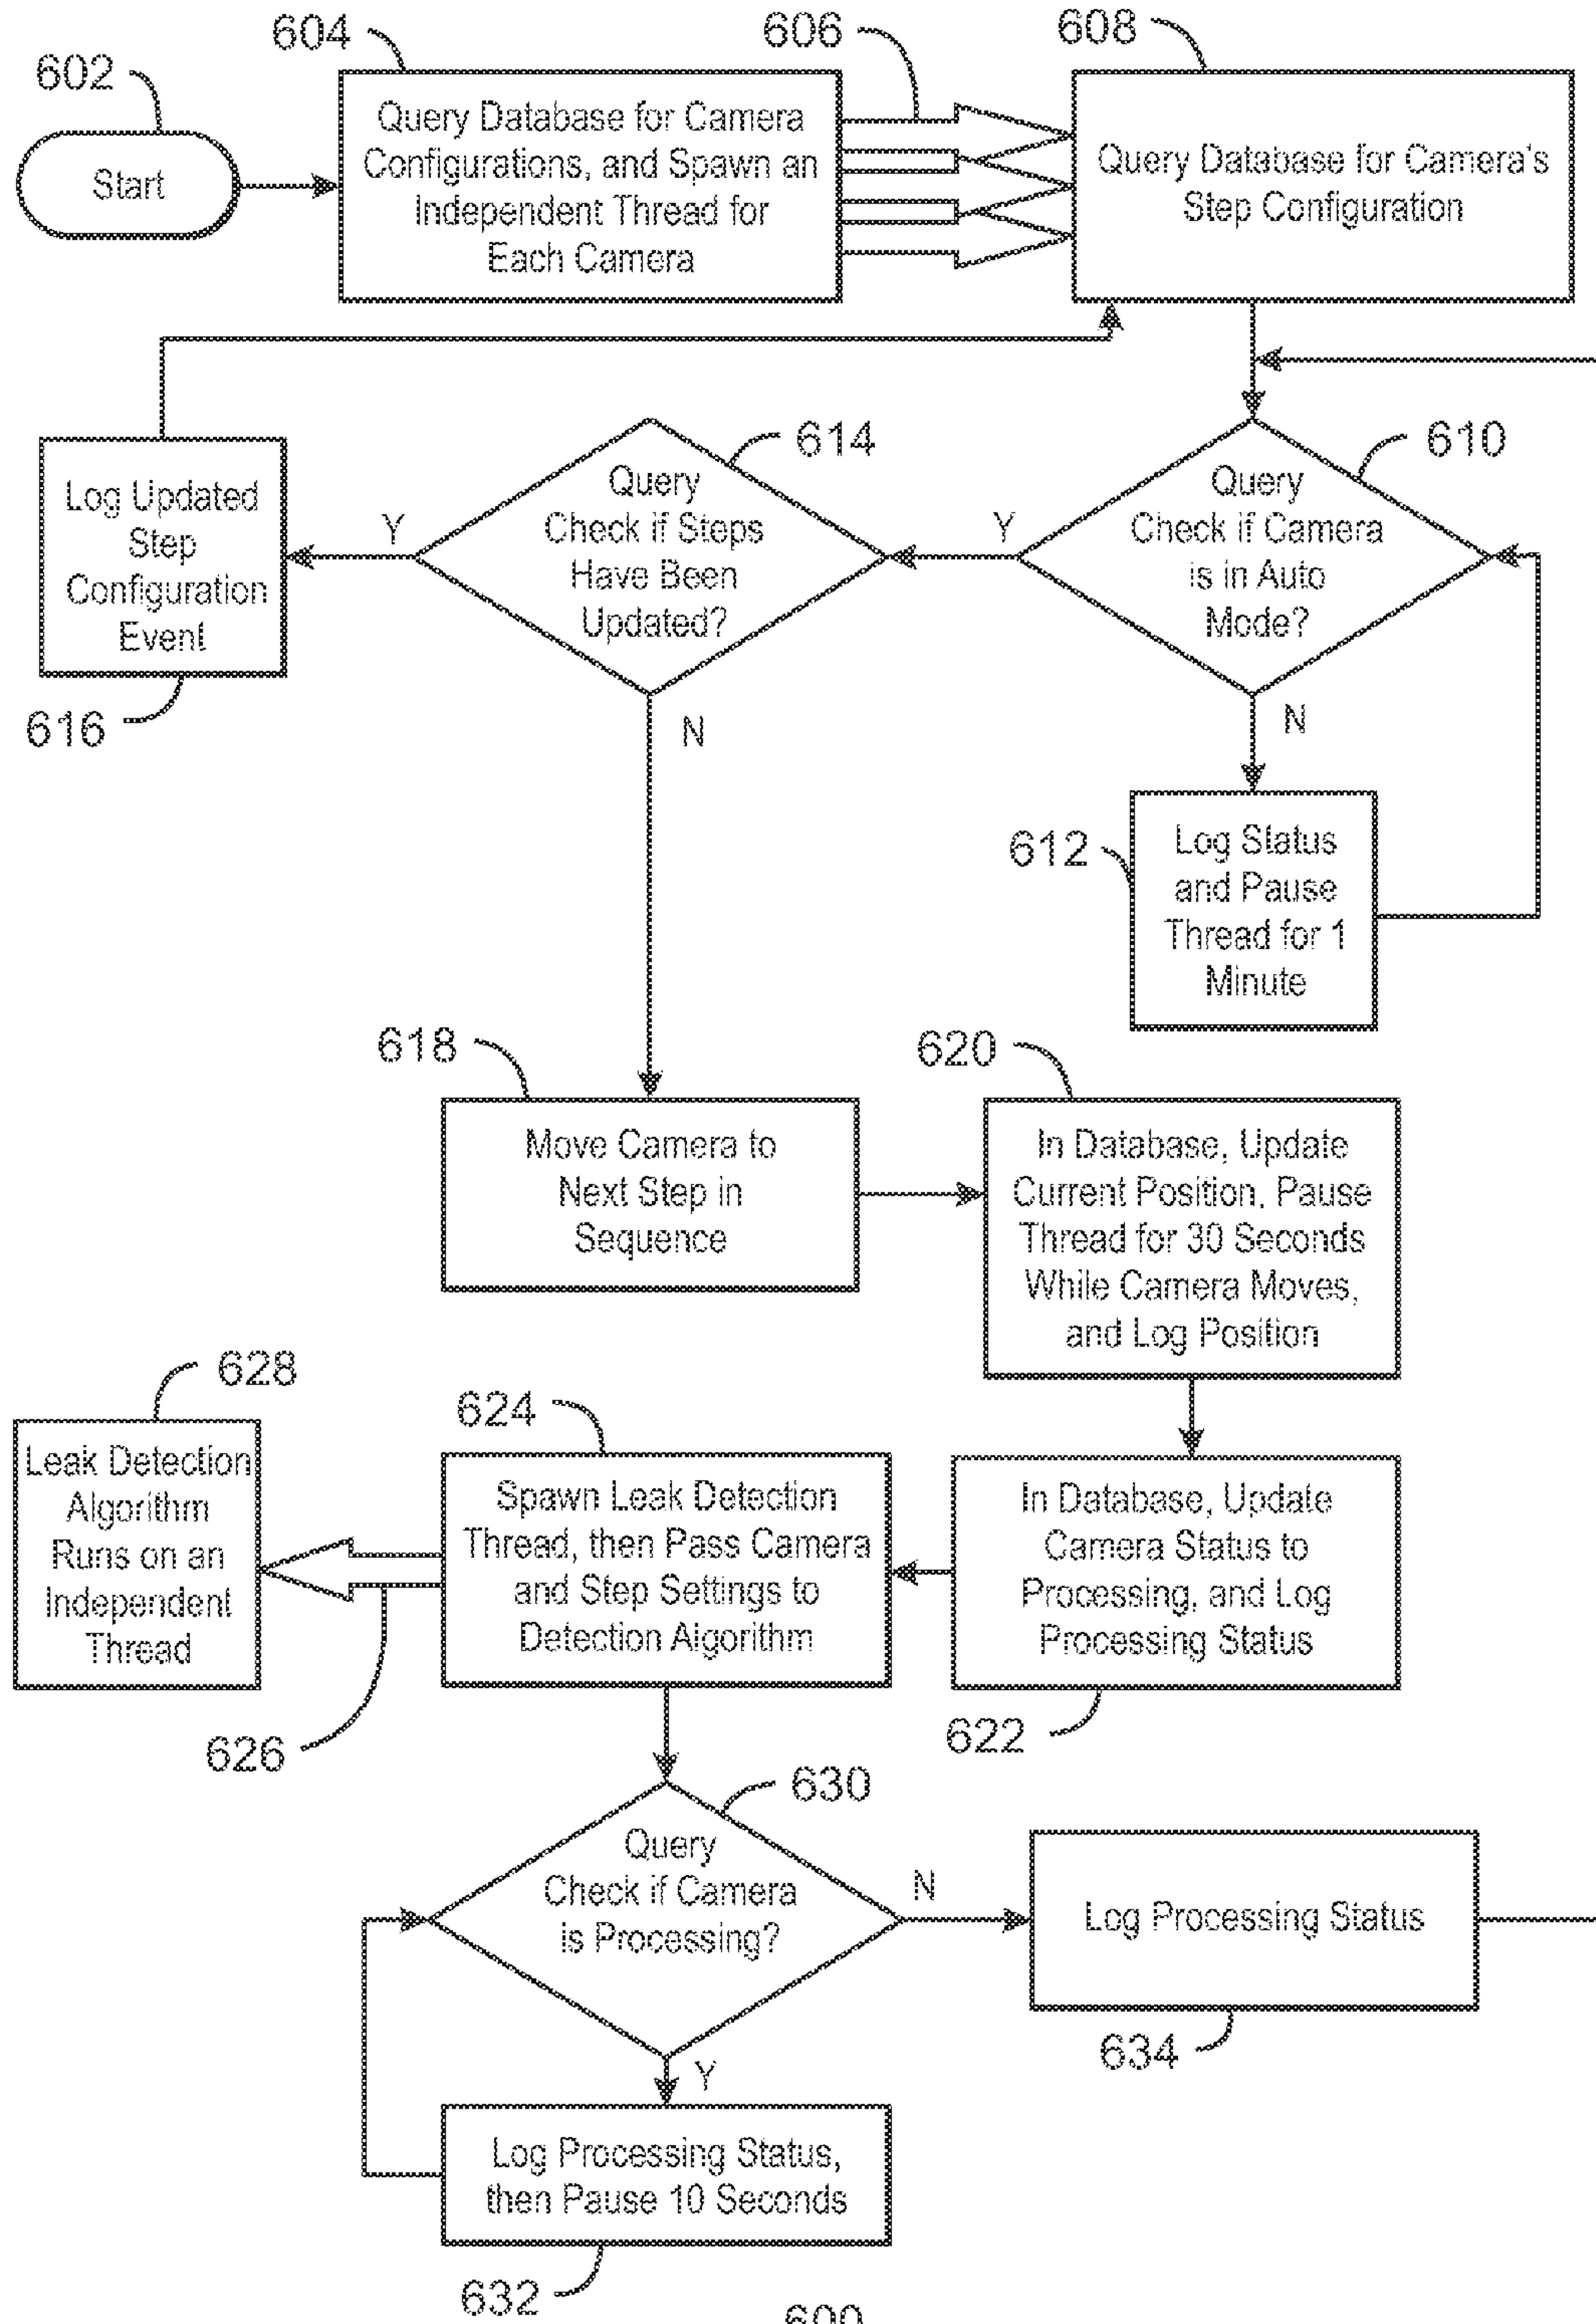 602
Start
604
Query Database for Camera
Configurations, and Spawn an
Independent Thread for
Each Camera
606
608
Query Database for Camera's
Step Configuration
610
Query
Check if Camera
is in Auto
Mode?
Y
N
612
Log Status
and Pause
Thread for 1
Minute
614
Query
Check if Steps
Have Been
Updated?
Y
N
616
Log Updated
Step
Configuration
Event
618
Move Camera to
Next Step in
Sequence
620
In Database, Update
Current Position, Pause
Thread for 30 Seconds
While Camera Moves,
and Log Position
622
In Database, Update
Camera Status to
Processing, and Log
Processing Status
624
Spawn Leak Detection
Thread, then Pass Camera
and Step Settings to
Detection Algorithm
626
628
Leak Detection
Algorithm
Runs on an
Independent
Thread
630
Query
Check if Camera
is Processing?
N
Y
632
Log Processing Status,
then Pause 10 Seconds
634
Log Processing Status